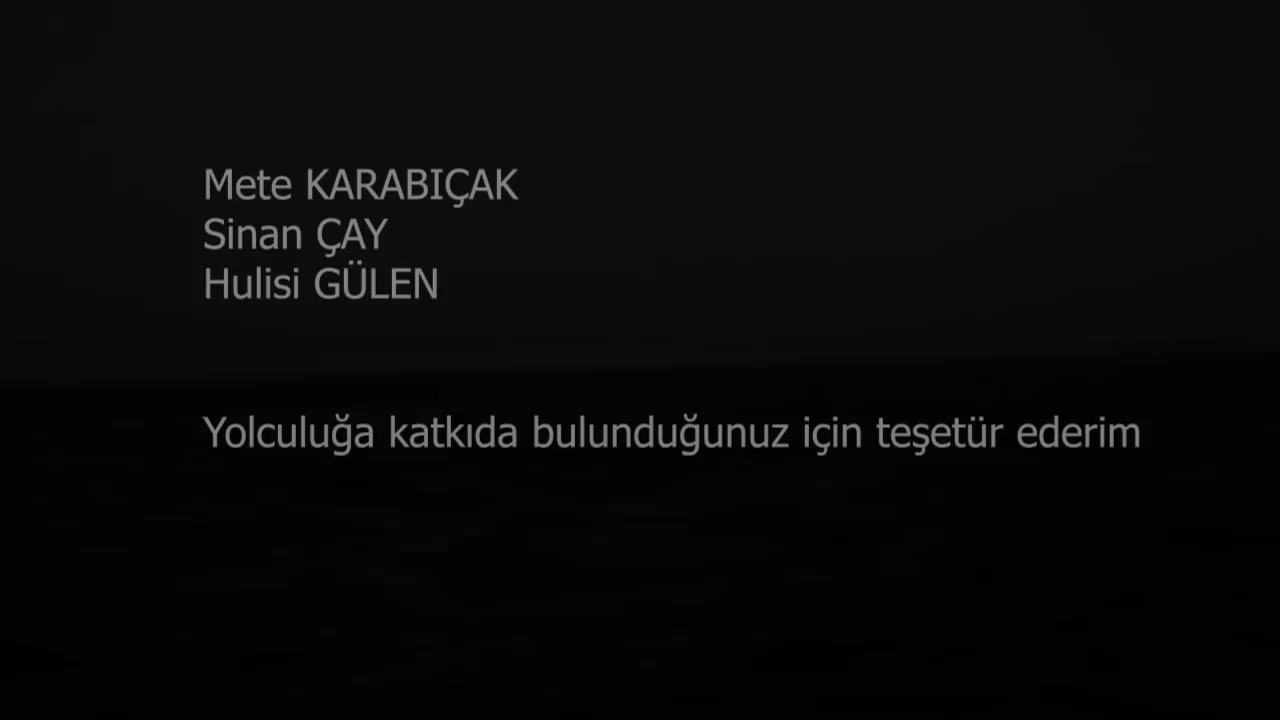 Mete KARABIÇAK
Sinan ÇAY
Hulisi GÜLEN
Yolculuğa katkıda bulunduğunuz için teşetür ederim